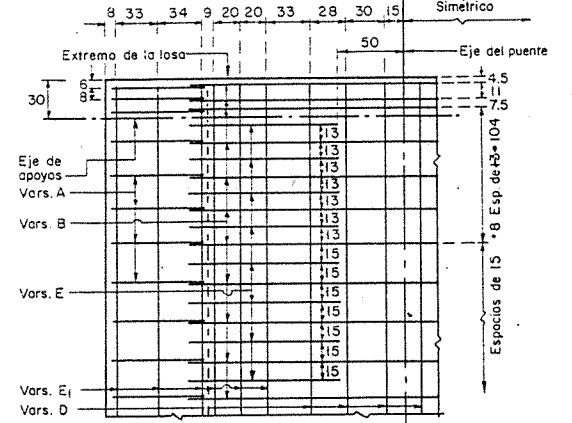 Simétrico
8 33 34 9 20 20 33 28 30 15
50
Extremo de la losa
Eje del puente
4.5
6
11
8
7.5
30
13
13
13
13
13
13
13
15
15
15
15
15
15
Eje de
apoyos
Vars. A
Vars. B
Vars. E
Vars. E1
Vars. D
*8 Esp. de 13=104
Espacios de 15